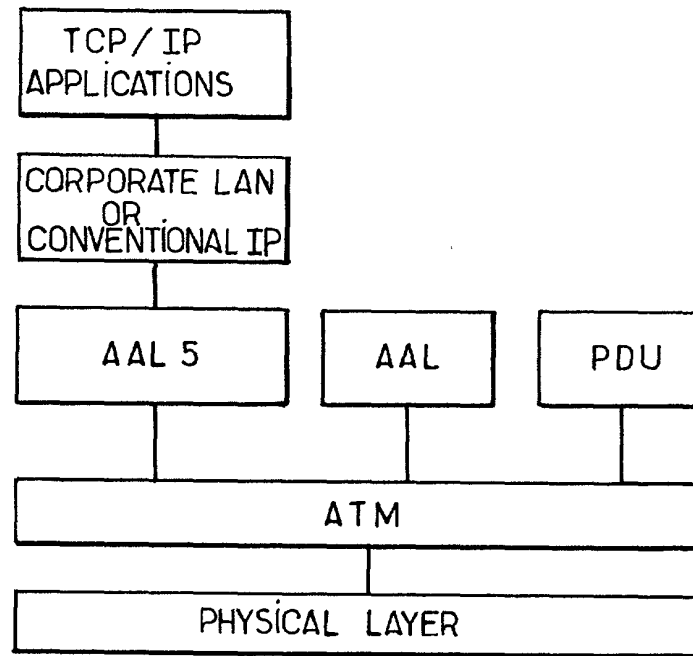 TCP/IP
APPLICATIONS
CORPORATE LAN
OR
CONVENTIONAL IP
AAL 5
AAL
PDU
ATM
PHYSICAL LAYER